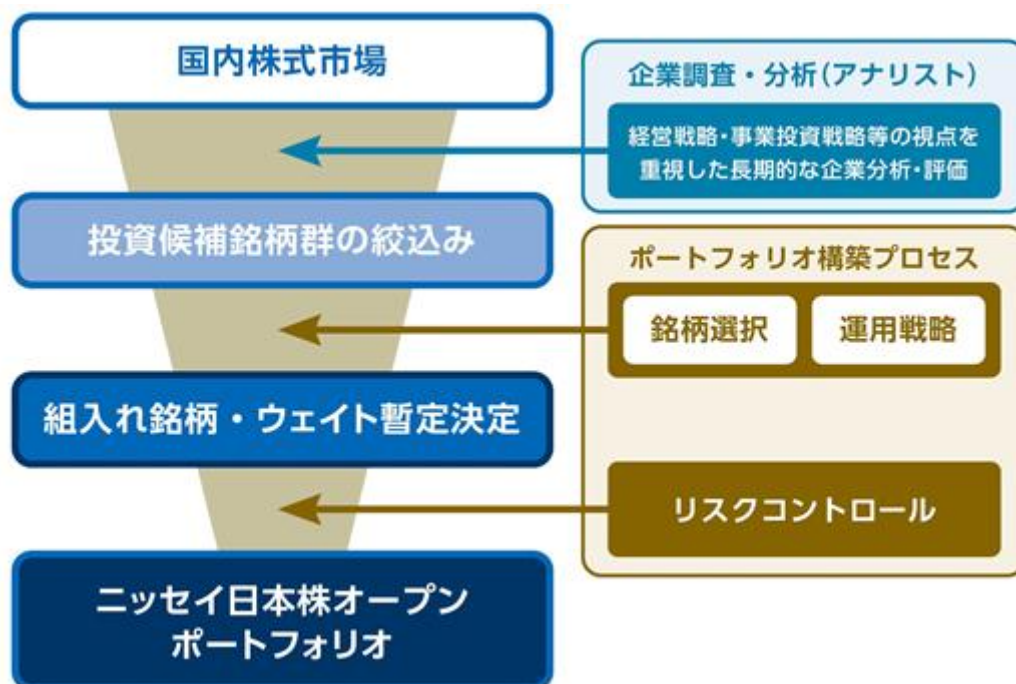 国内株式市場
企業調査・分析(アナリスト)
経営戦略・事業投資戦略等の視点を
重視した長期的な企業分析・評価
投資候補銘柄群の絞込み
ポートフォリオ構築プロセス
銘柄選択
運用戦略
組入れ銘柄・ウェイト暫定決定
リスクコントロール
ニッセイ日本株オープン
ポートフォリオ